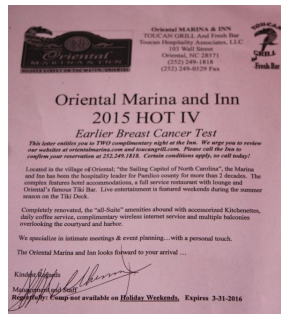 Oriental MARINA & INN
TOUCAN GRILL And Fresh Bar
Toucan Hospitality Associates, LLC
103 Wall Street
Oriental, NC 28571
(252) 249-1818
(252) 249-0329 Fax
Oriental
MARINA & INN
TOUCAN
GRILL
Fresh Bar
Oriental Marina and Inn
2015 HOT IV
Earlier Breast Cancer Test
This letter entitles you to TWO complimentary night at the Inn. We urge you to review
our website at orientalmarina.com and toucangrill.com. Please call the Inn to
confirm your reservation at 252.249.1818. Certain conditions apply, so call today!
Located in the village of Oriental; "the Sailing Capitol of North Carolina", the Marina
and Inn has been the hospitality leader for Pamlico county for more than 2 decades. The
complex features hotel accommodations, a full service restaurant with lounge and
Oriental's famous Tiki Bar. Live entertainment is featured weekends during the summer
season on the Tiki Deck.
Completely renovated, the "all-Suite" amenities abound with accessorized Kitchenettes,
daily coffee service, complimentary wireless internet service and multiple balconies
overlooking the courtyard and harbor.
We specialize in intimate meetings & event planning....with a personal touch.
The Oriental Marina and Inn looks forward to your arrival ....
Kindest Regards
Management and Staff
Regretfully: Comp not available on Holiday Weekends, Expires 3-31-2016